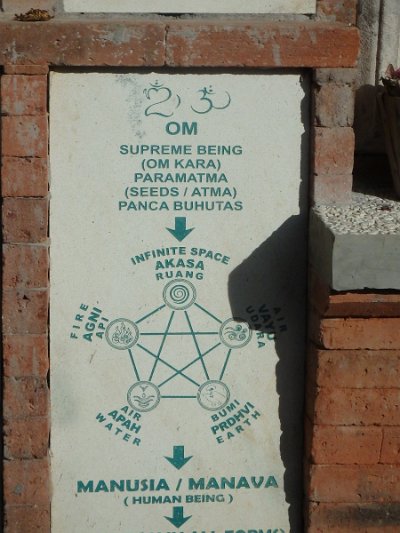 OM
SUPREME BEING
(OM KARA)
PARAMATMA
(SEEDS / ATMA)
PANCA BUHUTAS
INFINITE SPACE
AKASA
RUANG
FIRE
AGNI
API
AIR
VAYU
UDARA
AIR
APAH
WATER
BUMI
PRDHVI
EARTH
MANUSIA / MANAVA
( HUMAN BEING )